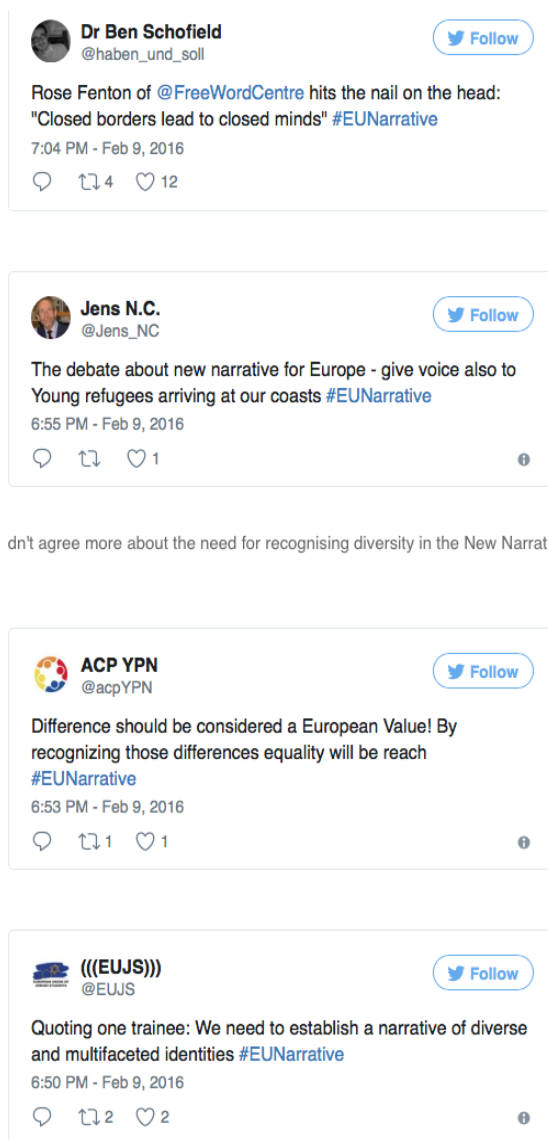 Dr Ben Schofield
Follow
@haben_und_soll
Rose Fenton of @FreeWordCentre hits the nail on the head:
"Closed borders lead to closed minds" #EUNarrative
7:04 PM - Feb 9, 2016
4 12
Jens N.C.
Follow
@Jens_NC
The debate about new narrative for Europe - give voice also to
Young refugees arriving at our coasts #EUNarrative
6:55 PM - Feb 9, 2016
1
dn't agree more about the need for recognising diversity in the New Narrat
ACP YPN
Follow
@acpYPN
Difference should be considered a European Value! By
recognizing those differences equality will be reach
#EUNarrative
6:53 PM - Feb 9, 2016
1 1
(((EUJS)))
Follow
@EUJS
Quoting one trainee: We need to establish a narrative of diverse
and multifaceted identities #EUNarrative
6:50 PM - Feb 9, 2016
2 2